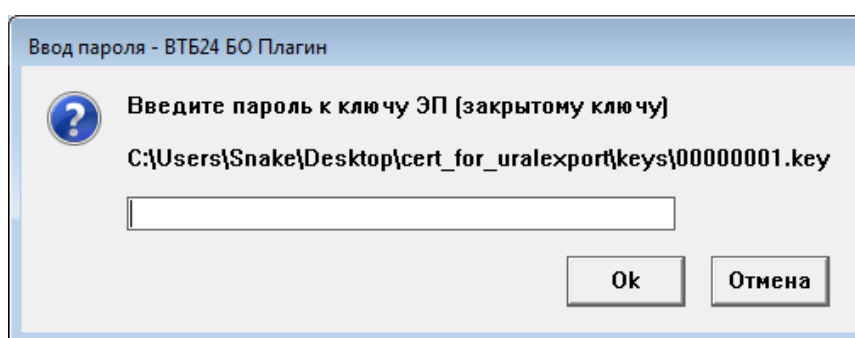 Ввод пароля - ВТБ24 БО Плагин
?
Введите пароль к ключу ЭП (закрытому ключу)
C:\Users\Snake\Desktop\cert_for_uralexport\keys\00000001.key
Ok Отмена